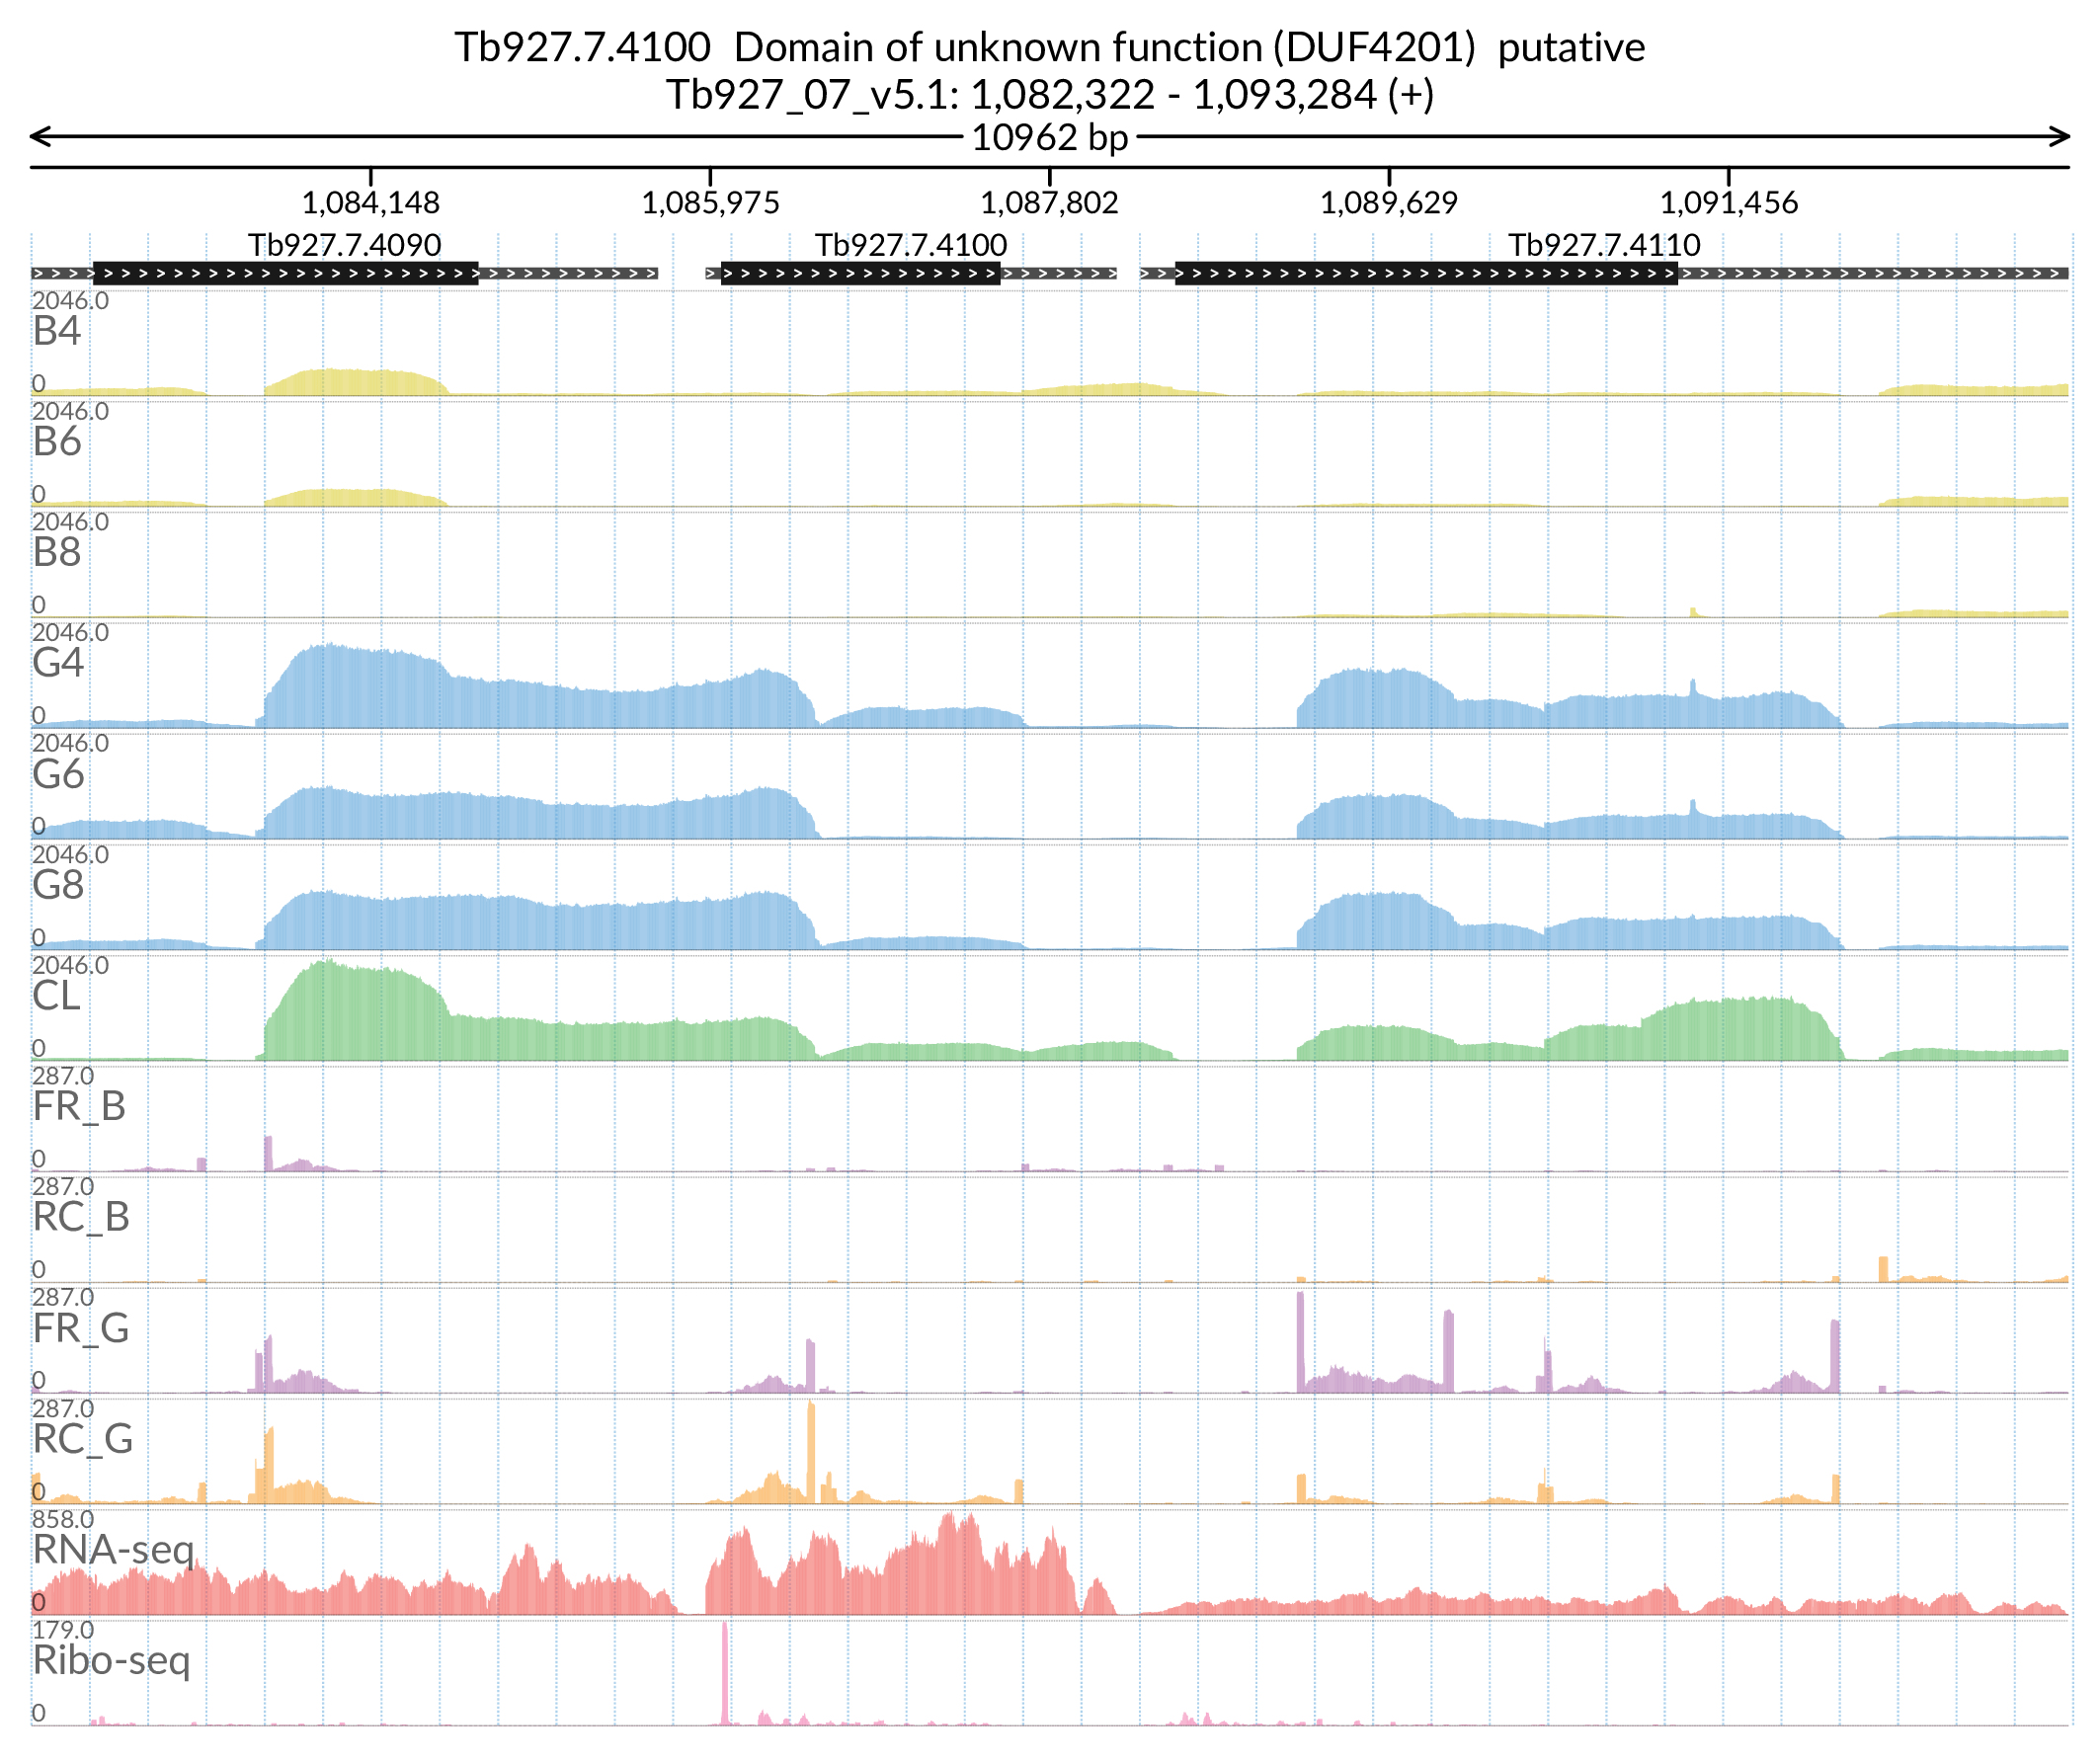 Tb927.7.4100 Domain of unknown function (DUF4201) putative
Tb927_07_v5.1: 1,082,322 - 1,093,284 (+)
10962 bp
1,084,148 1,085,975 1,087,802 1,089,629 1,091,456
Tb927.7.4090 Tb927.7.4100 Tb927.7.4110
2046.0
B4
0
2046.0
B6
0
2046.0
B8
0
2046.0
G4
0
2046.0
G6
0
2046.0
G8
0
2046.0
CL
0
287.0
FR_B
0
287.0
RC_B
0
287.0
FR_G
0
287.0
RC_G
0
858.0
RNA-seq
0
179.0
Ribo-seq
0